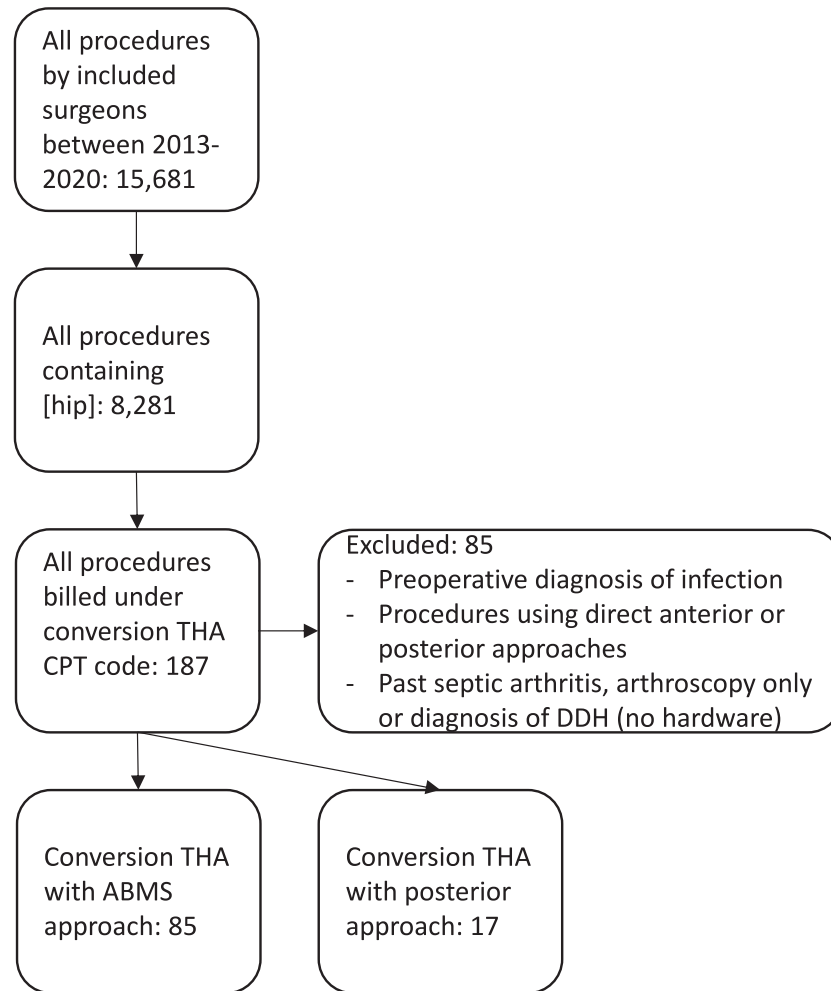 All procedures
by included
surgeons
between 2013-
2020: 15,681
All procedures
containing
[hip]: 8,281
All procedures
billed under
conversion THA
CPT code: 187
Excluded: 85
- Preoperative diagnosis of infection
- Procedures using direct anterior or
posterior approaches
- Past septic arthritis, arthroscopy only
or diagnosis of DDH (no hardware)
Conversion THA
with ABMS
approach: 85
Conversion THA
with posterior
approach: 17